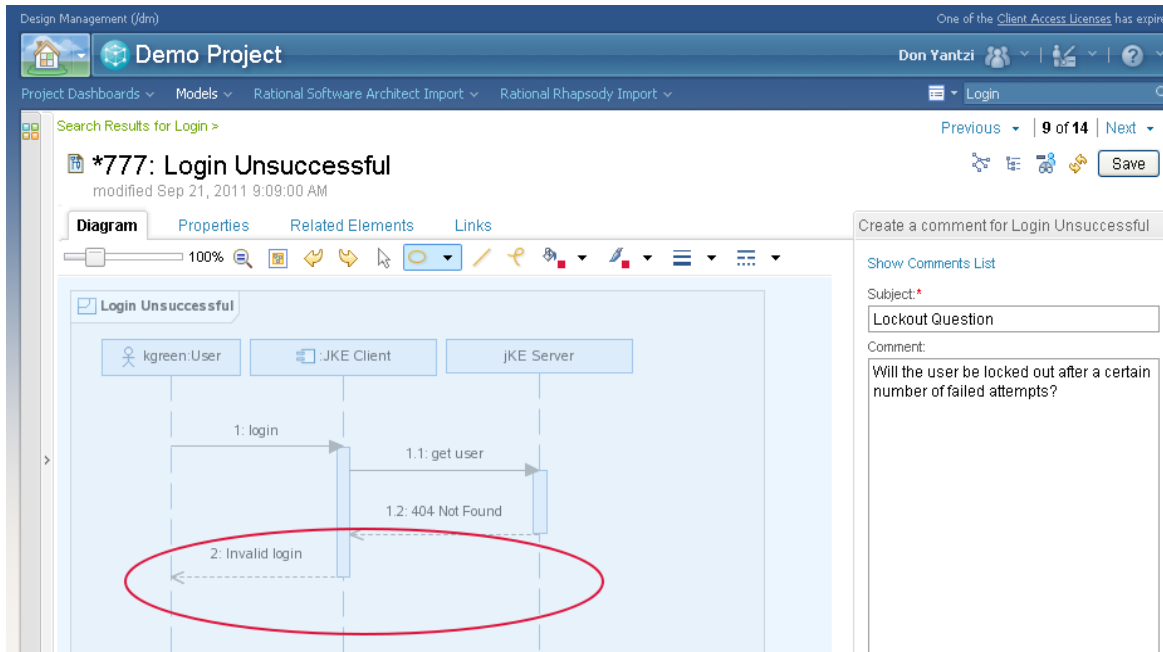 Design Management (/dm)
One of the Client Access Licenses has expire
Demo Project
Don Yantzi
Project Dashboards
Models
Rational Software Architect Import
Rational Rhapsody Import
Login
Search Results for Login >
Previous
9 of 14
Next
*777: Login Unsuccessful
modified Sep 21, 2011 9:09:00 AM
Save
Diagram
Properties
Related Elements
Links
Create a comment for Login Unsuccessful
100%
Show Comments List
Subject:*
Lockout Question
Comment:
Will the user be locked out after a certain
number of failed attempts?
Login Unsuccessful
kgreen:User
:JKE Client
jKE Server
1: login
1.1: get user
1.2: 404 Not Found
2: Invalid login